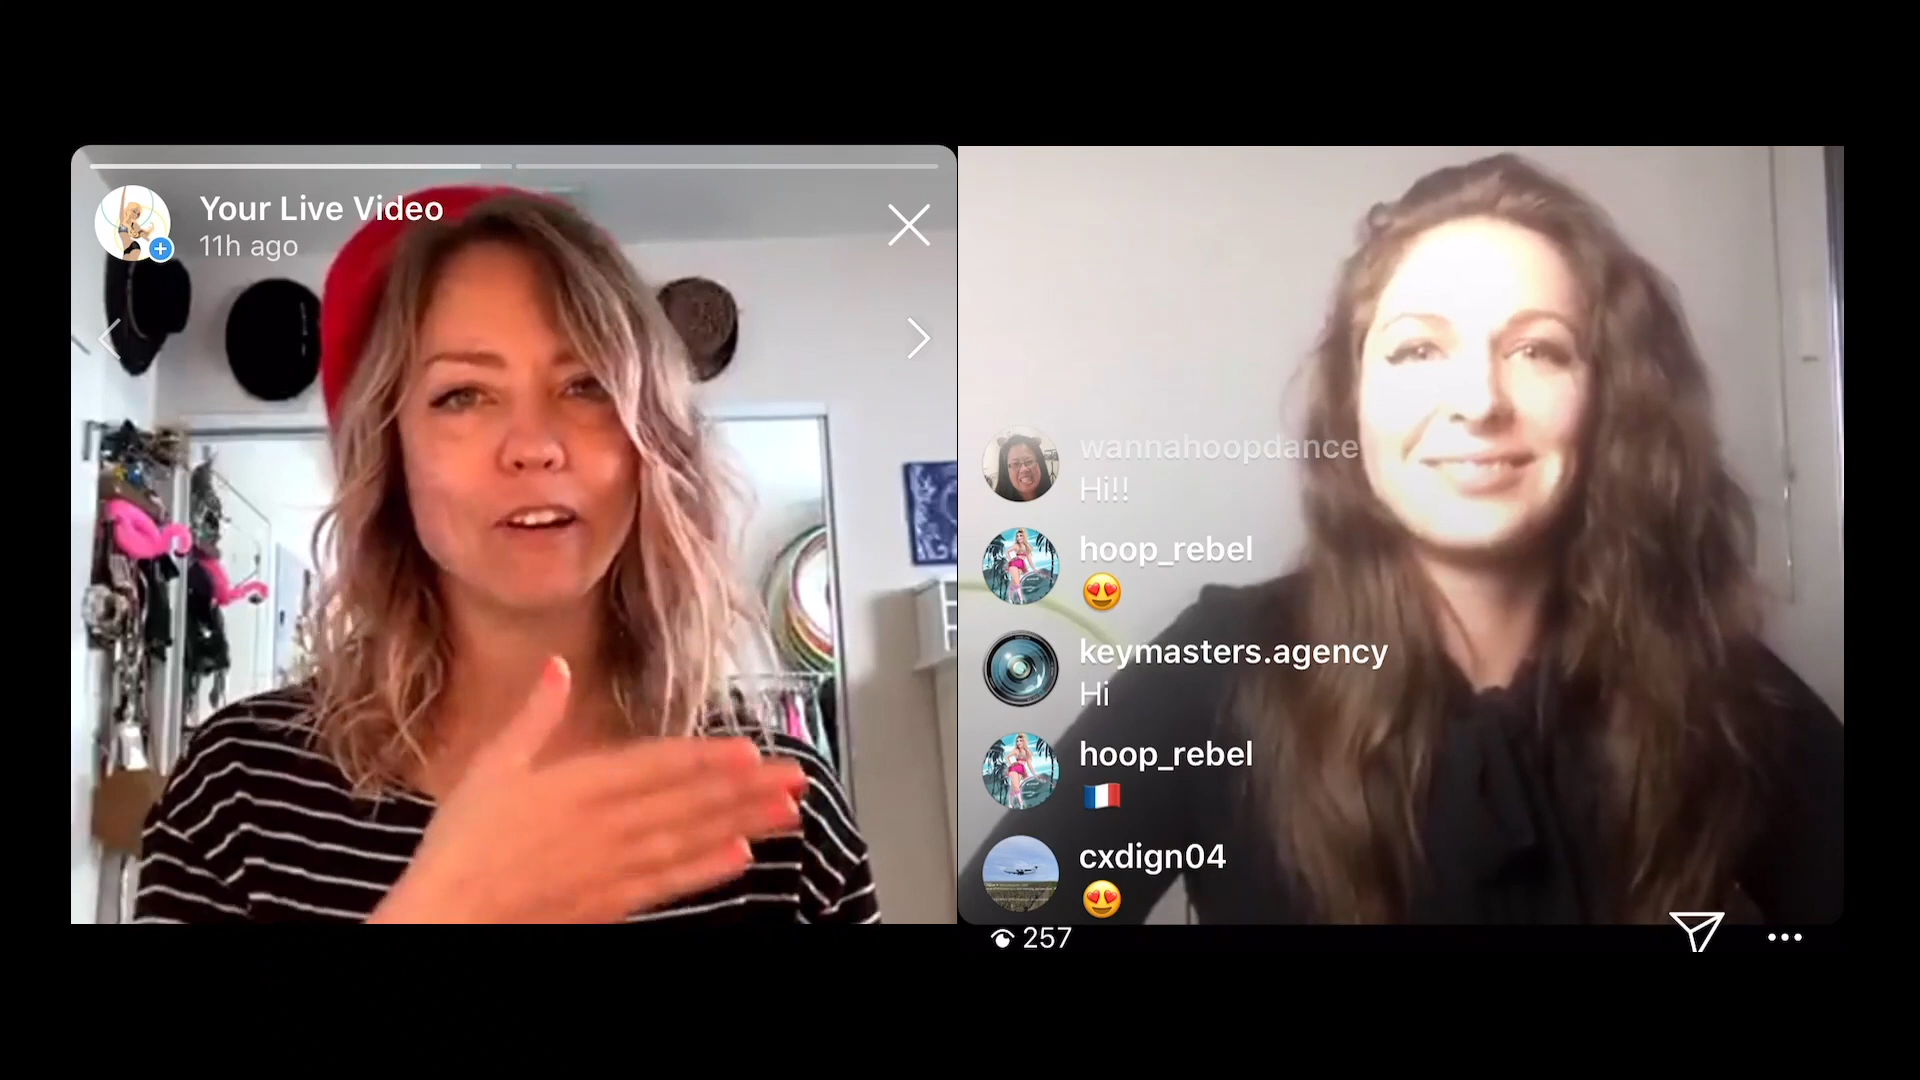 Your Live Video
11h ago
wannahoopdance
Hi!!
hoop_rebel
😍
keymasters.agency
Hi
hoop_rebel
🇫🇷
cxdign04
😍
257